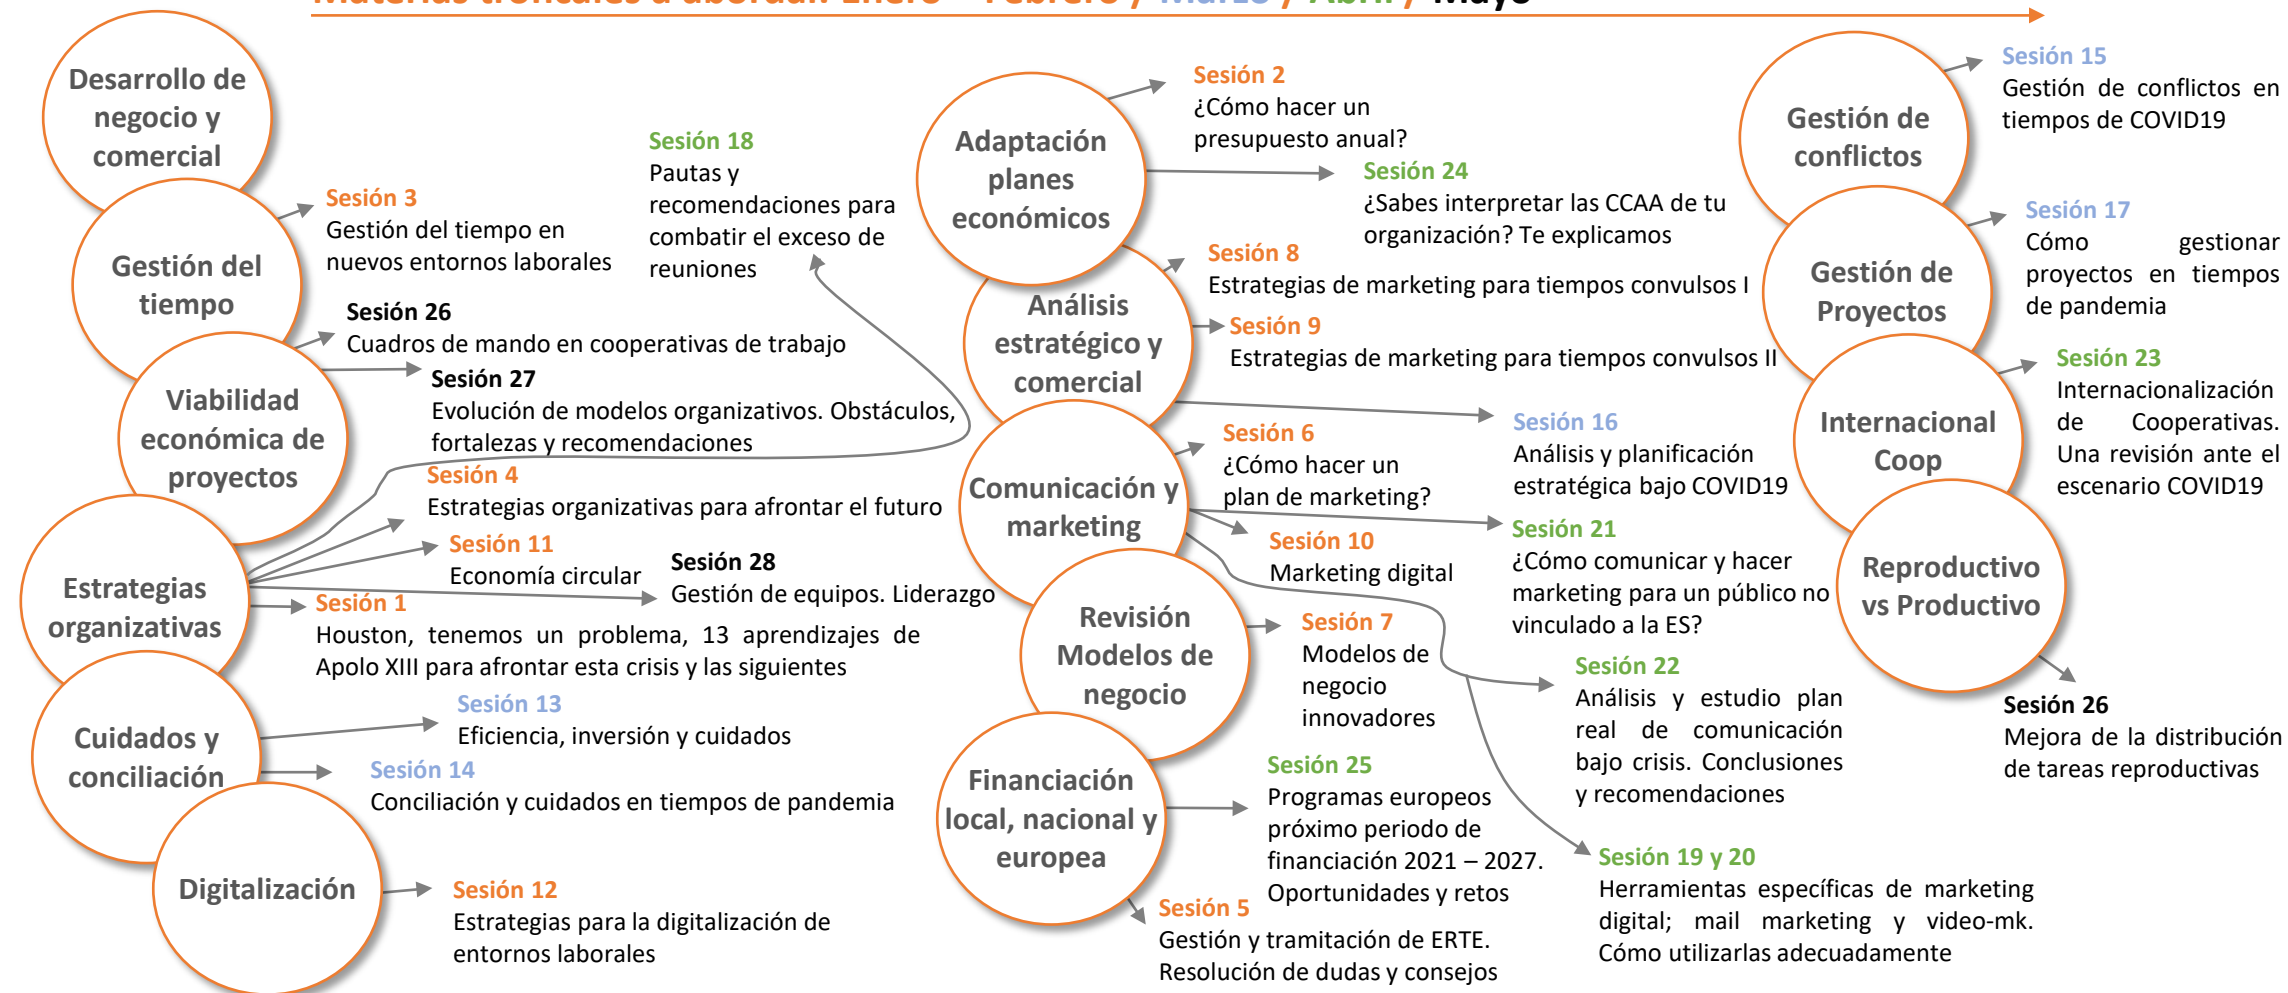 Materias troncales a abordar: Enero – Febrero / Marzo / Abril / Mayo
Desarrollo de
negocio y
comercial
Gestión del
tiempo
Sesión 3
Gestión del tiempo en
nuevos entornos laborales
Viabilidad
económica de
proyectos
Sesión 26
Cuadros de mando en cooperativas de trabajo
Sesión 27
Evolución de modelos organizativos. Obstáculos,
fortalezas y recomendaciones
Estrategias
organizativas
Sesión 18
Pautas y
recomendaciones para
combatir el exceso de
reuniones
Sesión 4
Estrategias organizativas para afrontar el futuro
Sesión 11
Economía circular
Sesión 28
Gestión de equipos. Liderazgo
Sesión 1
Houston, tenemos un problema, 13 aprendizajes de
Apolo XIII para afrontar esta crisis y las siguientes
Cuidados y
conciliación
Sesión 13
Eficiencia, inversión y cuidados
Sesión 14
Conciliación y cuidados en tiempos de pandemia
Digitalización
Sesión 12
Estrategias para la digitalización de
entornos laborales
Adaptación
planes
económicos
Sesión 2
¿Cómo hacer un
presupuesto anual?
Sesión 24
¿Sabes interpretar las CCAA de tu
organización? Te explicamos
Análisis
estratégico y
comercial
Sesión 8
Estrategias de marketing para tiempos convulsos I
Sesión 9
Estrategias de marketing para tiempos convulsos II
Sesión 16
Análisis y planificación
estratégica bajo COVID19
Comunicación y
marketing
Sesión 6
¿Cómo hacer un
plan de marketing?
Sesión 10
Marketing digital
Sesión 21
¿Cómo comunicar y hacer
marketing para un público no
vinculado a la ES?
Sesión 22
Análisis y estudio plan
real de comunicación
bajo crisis. Conclusiones
y recomendaciones
Sesión 19 y 20
Herramientas específicas de marketing
digital; mail marketing y video-mk.
Cómo utilizarlas adecuadamente
Revisión
Modelos de
negocio
Sesión 7
Modelos de
negocio
innovadores
Financiación
local, nacional y
europea
Sesión 25
Programas europeos
próximo periodo de
financiación 2021 – 2027.
Oportunidades y retos
Sesión 5
Gestión y tramitación de ERTE.
Resolución de dudas y consejos
Gestión de
conflictos
Sesión 15
Gestión de conflictos en
tiempos de COVID19
Gestión de
Proyectos
Sesión 17
Cómo gestionar
proyectos en tiempos
de pandemia
Internacional
Coop
Sesión 23
Internacionalización
de Cooperativas.
Una revisión ante el
escenario COVID19
Reproductivo
vs Productivo
Sesión 26
Mejora de la distribución
de tareas reproductivas